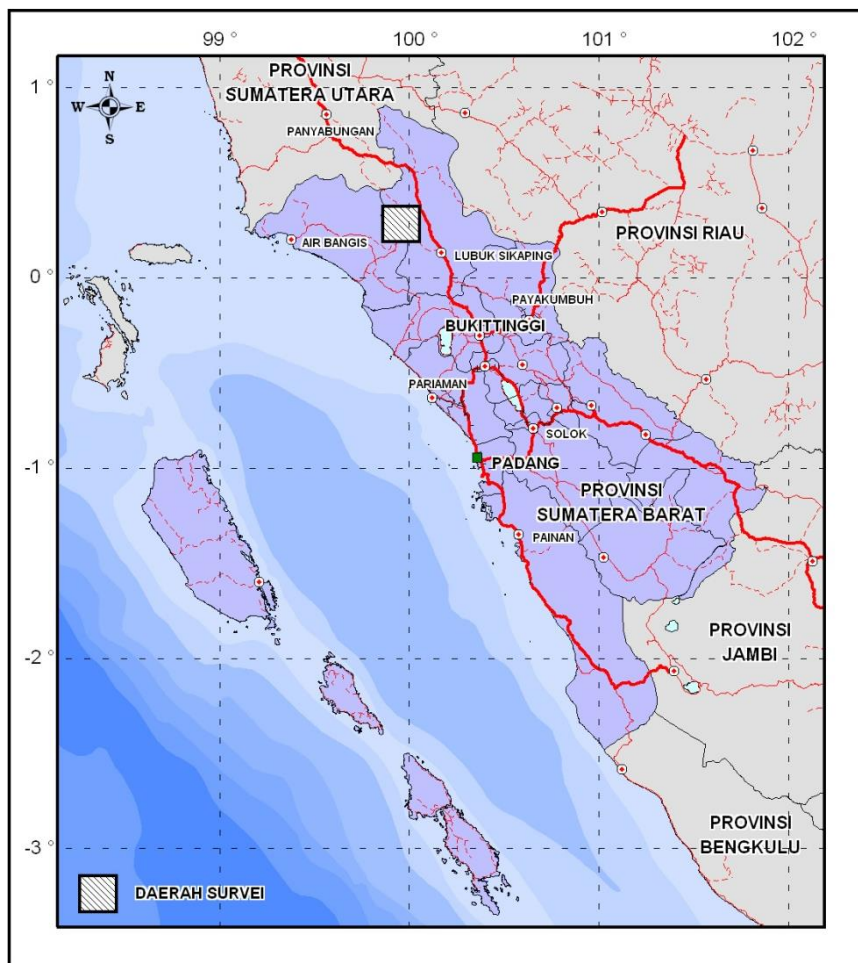 99 °
100 °
101 °
102 °
N
W
E
S
1 °
PROVINSI
SUMATERA UTARA
PANYABUNGAN
PROVINSI RIAU
AIR BANGIS
LUBUK SIKAPING
0 °
PAYAKUMBUH
BUKITTINGGI
PARIAMAN
SOLOK
-1 °
PADANG
PROVINSI
SUMATERA BARAT
PAINAN
-2 °
PROVINSI
JAMBI
-3 °
PROVINSI
BENGKULU
DAERAH SURVEI